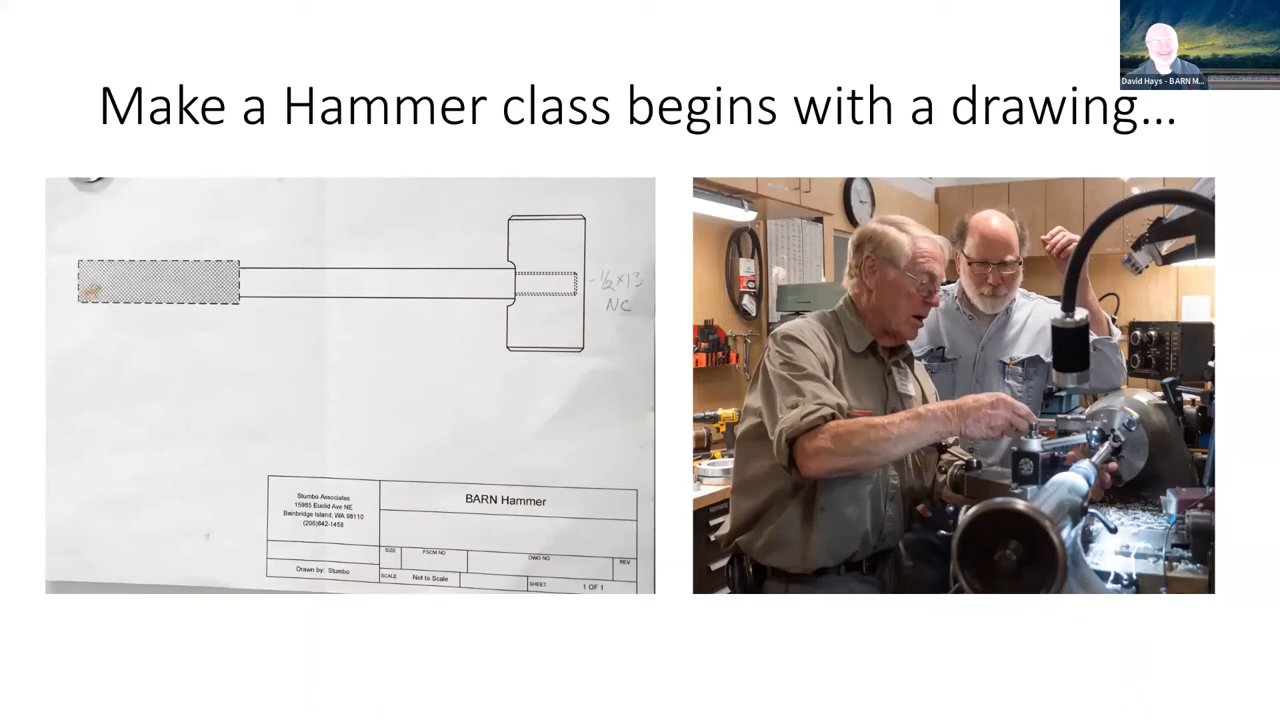 David Hays - BARN M...
Make a Hammer class begins with a drawing...
-1/2 x 13
NC
Stumbo Associates
15965 Euclid Ave NE
Bainbridge Island, WA 98110
(206)842-1458
BARN Hammer
SIZE
FSCM NO
DWG NO
REV
Drawn by: Stumbo
SCALE
Not to Scale
SHEET
1 OF 1